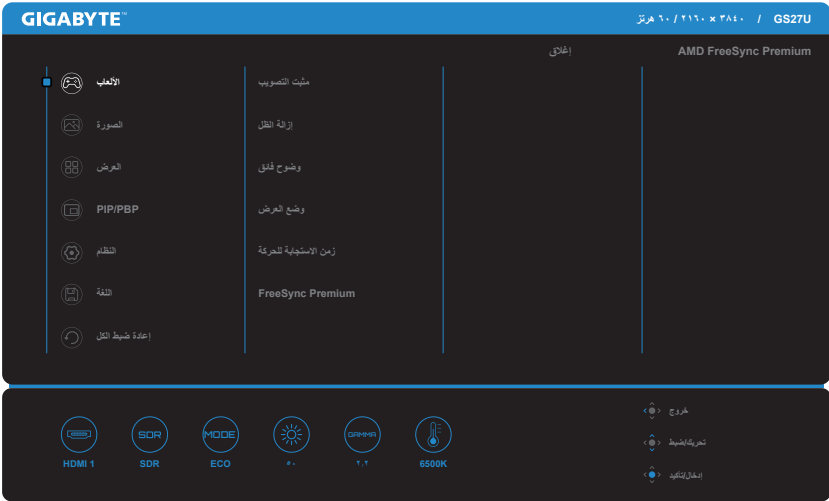 GIGABYTE™
GS27U / ٣٨٤٠ x ٢١٦٠ / ٦٠ هرتز
AMD FreeSync Premium إغلاق
الألعاب
الصورة
العرض
PIP/PBP
النظام
اللغة
إعادة ضبط الكل
مثبت التصويب
إزالة الظل
وضوح فائق
وضع العرض
زمن الاستجابة للحركة
FreeSync Premium
SDR
MODE
GAMMA
HDMI 1
SDR
ECO
٥٠
٢,٢
6500K
خروج
تحريك/ضبط
إدخال/تأكيد